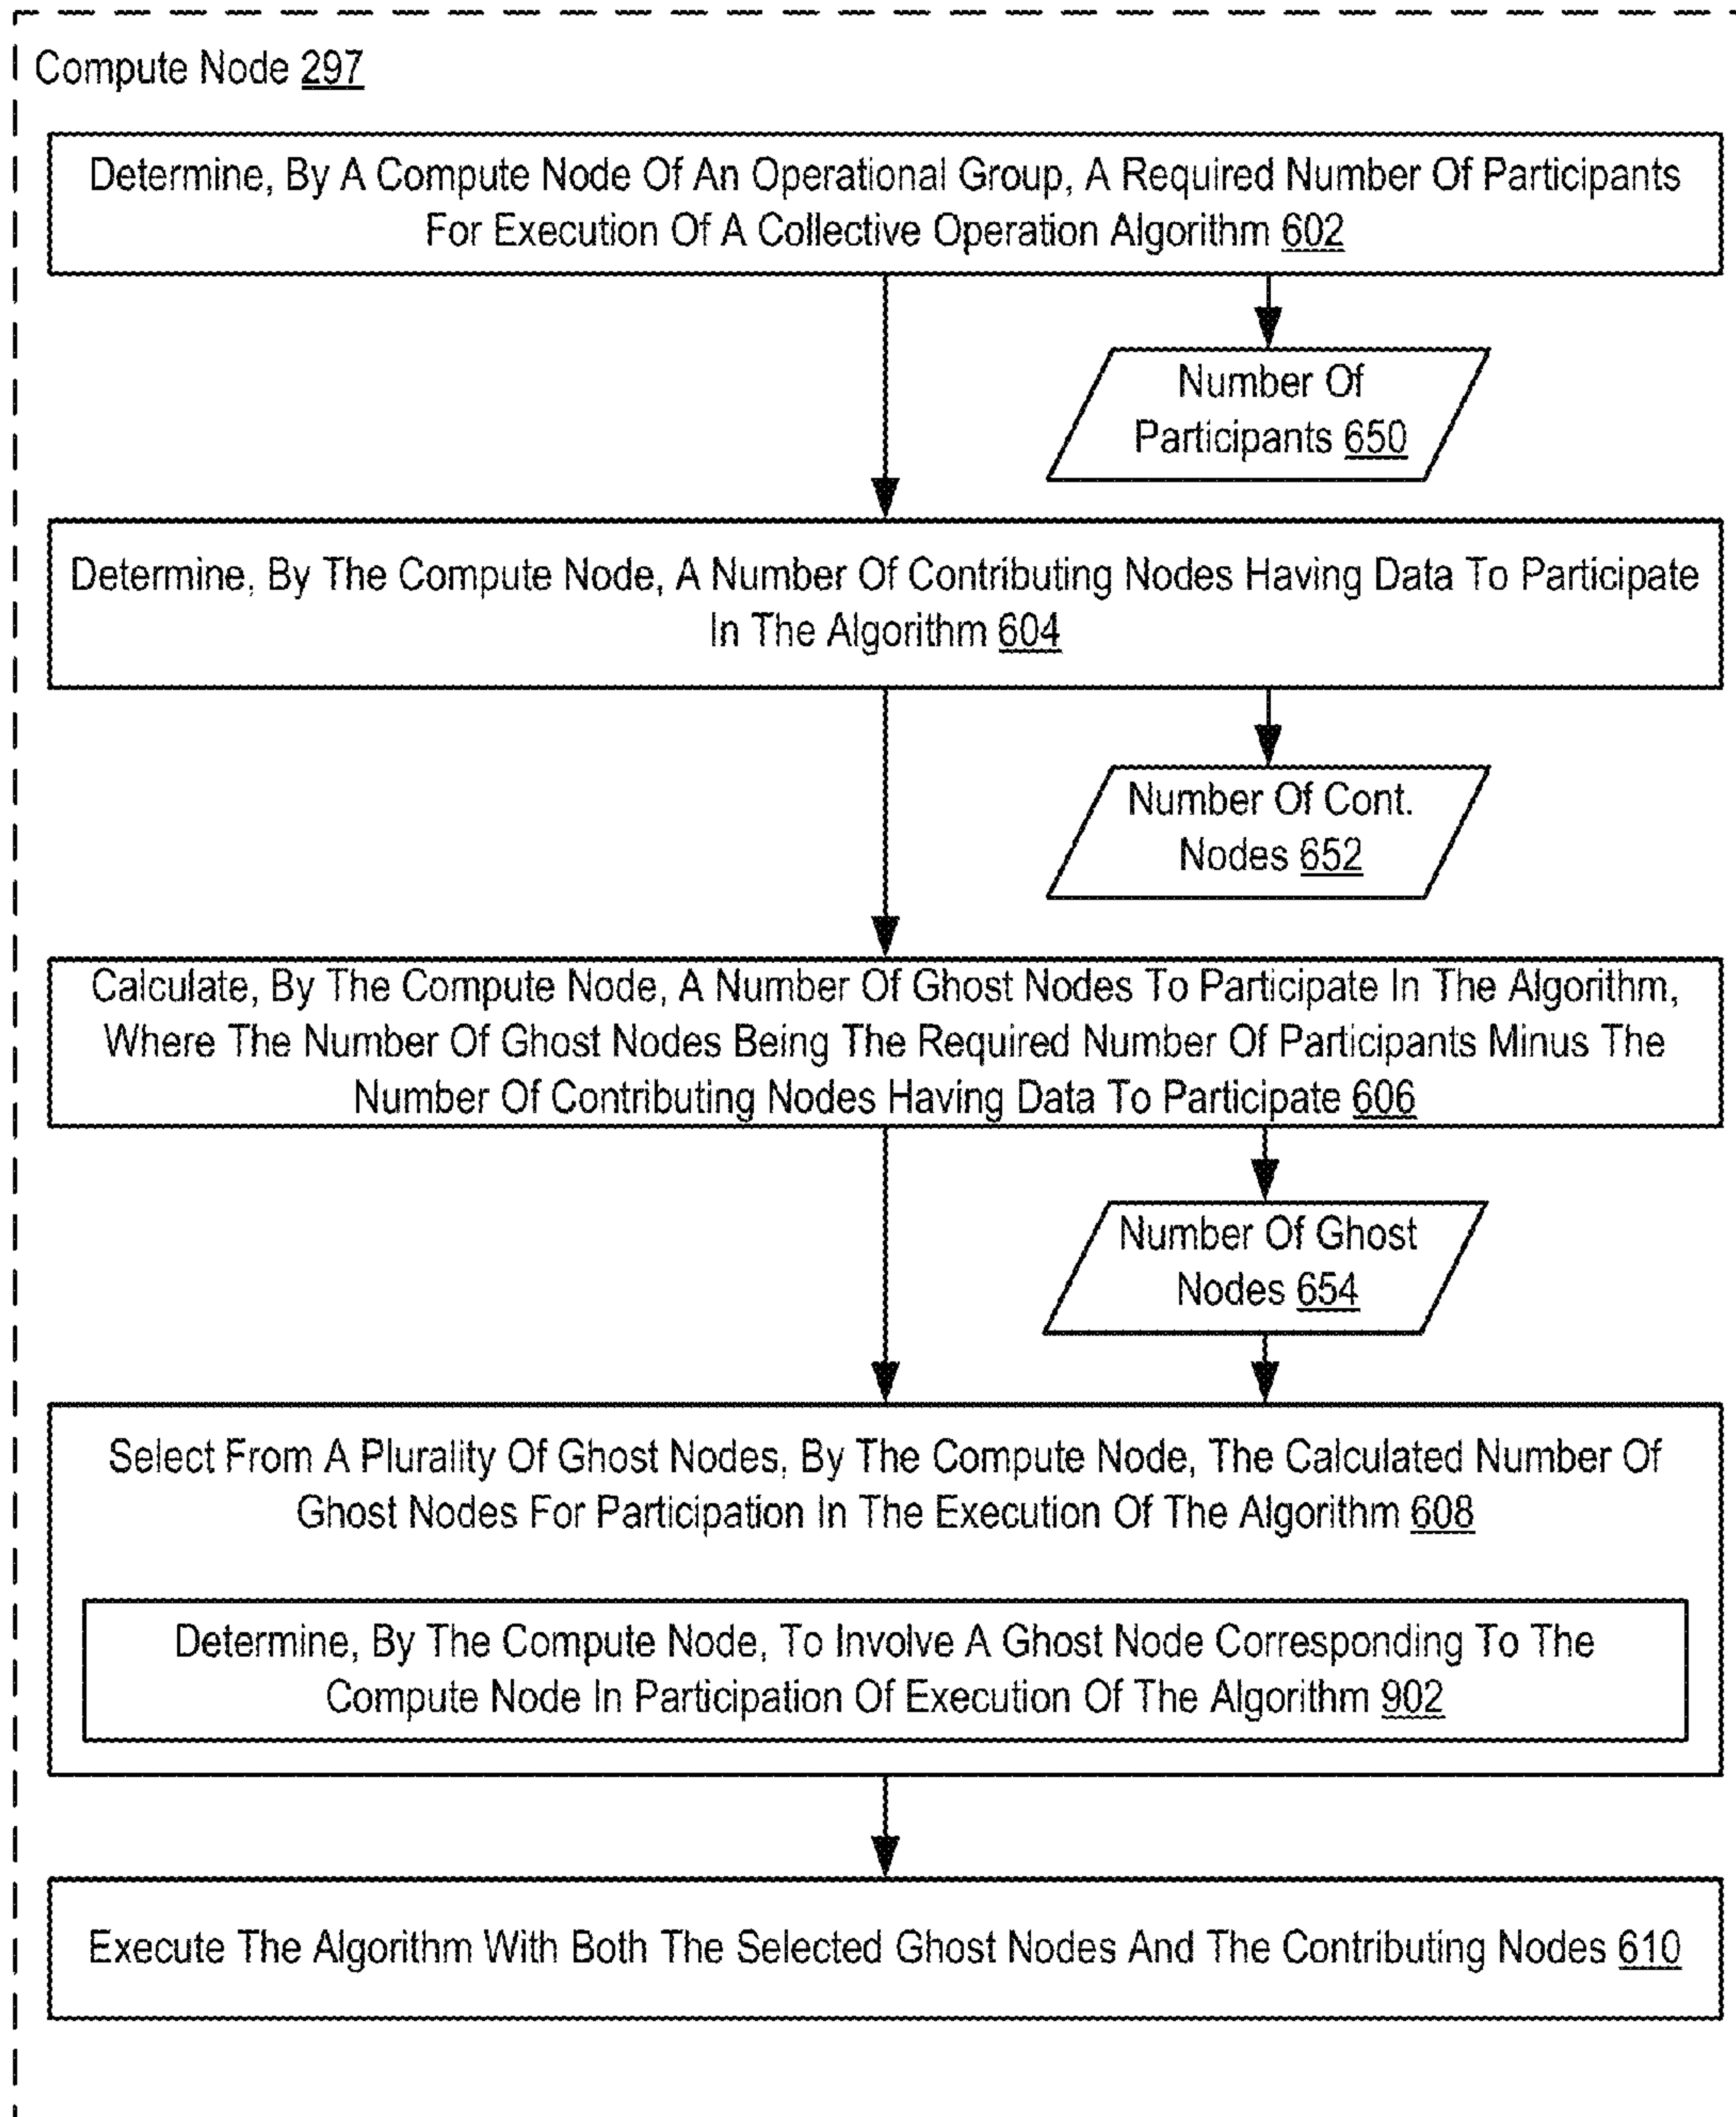 Compute Node 297
Determine, By A Compute Node Of An Operational Group, A Required Number Of Participants
For Execution Of A Collective Operation Algorithm 602
Number Of
Participants 650
Determine, By The Compute Node, A Number Of Contributing Nodes Having Data To Participate
In The Algorithm 604
Number Of Cont.
Nodes 652
Calculate, By The Compute Node, A Number Of Ghost Nodes To Participate In The Algorithm,
Where The Number Of Ghost Nodes Being The Required Number Of Participants Minus The
Number Of Contributing Nodes Having Data To Participate 606
Number Of Ghost
Nodes 654
Select From A Plurality Of Ghost Nodes, By The Compute Node, The Calculated Number Of
Ghost Nodes For Participation In The Execution Of The Algorithm 608
Determine, By The Compute Node, To Involve A Ghost Node Corresponding To The
Compute Node In Participation Of Execution Of The Algorithm 902
Execute The Algorithm With Both The Selected Ghost Nodes And The Contributing Nodes 610